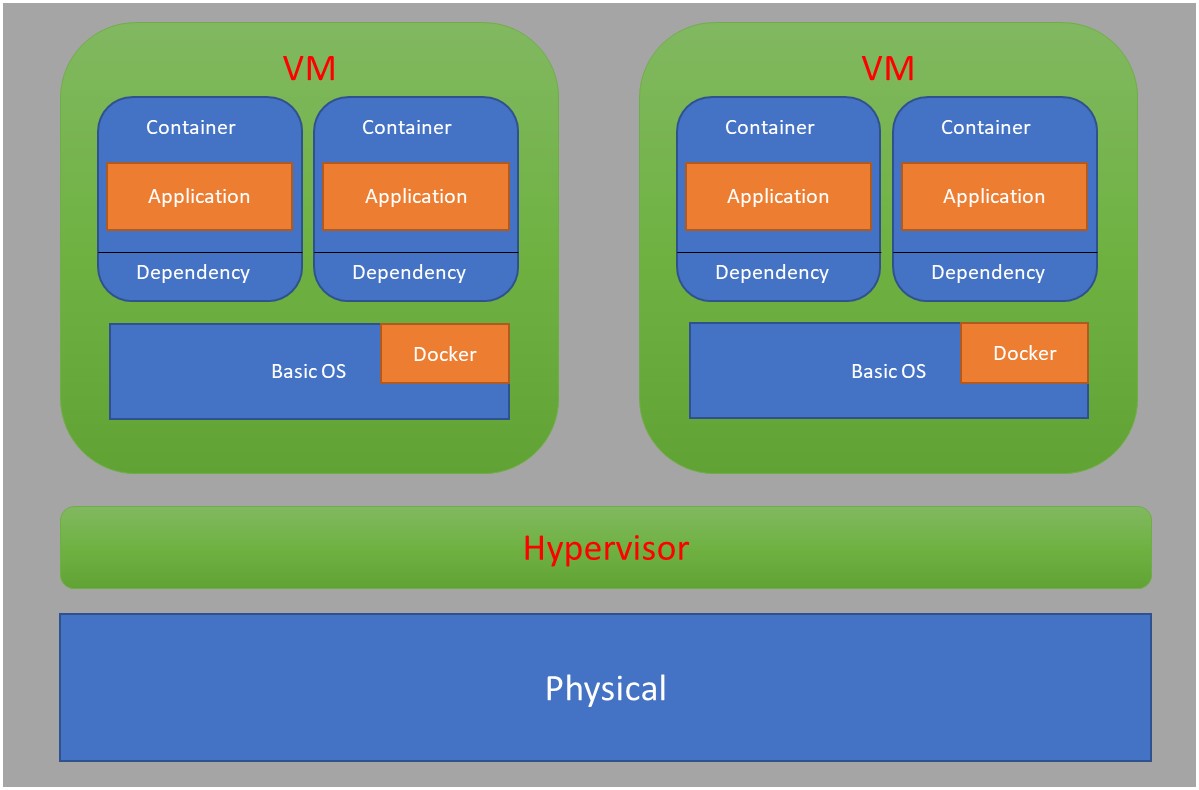 VM
Container
Container
Application
Application
Dependency
Dependency
Basic OS
Docker
VM
Container
Container
Application
Application
Dependency
Dependency
Basic OS
Docker
Hypervisor
Physical